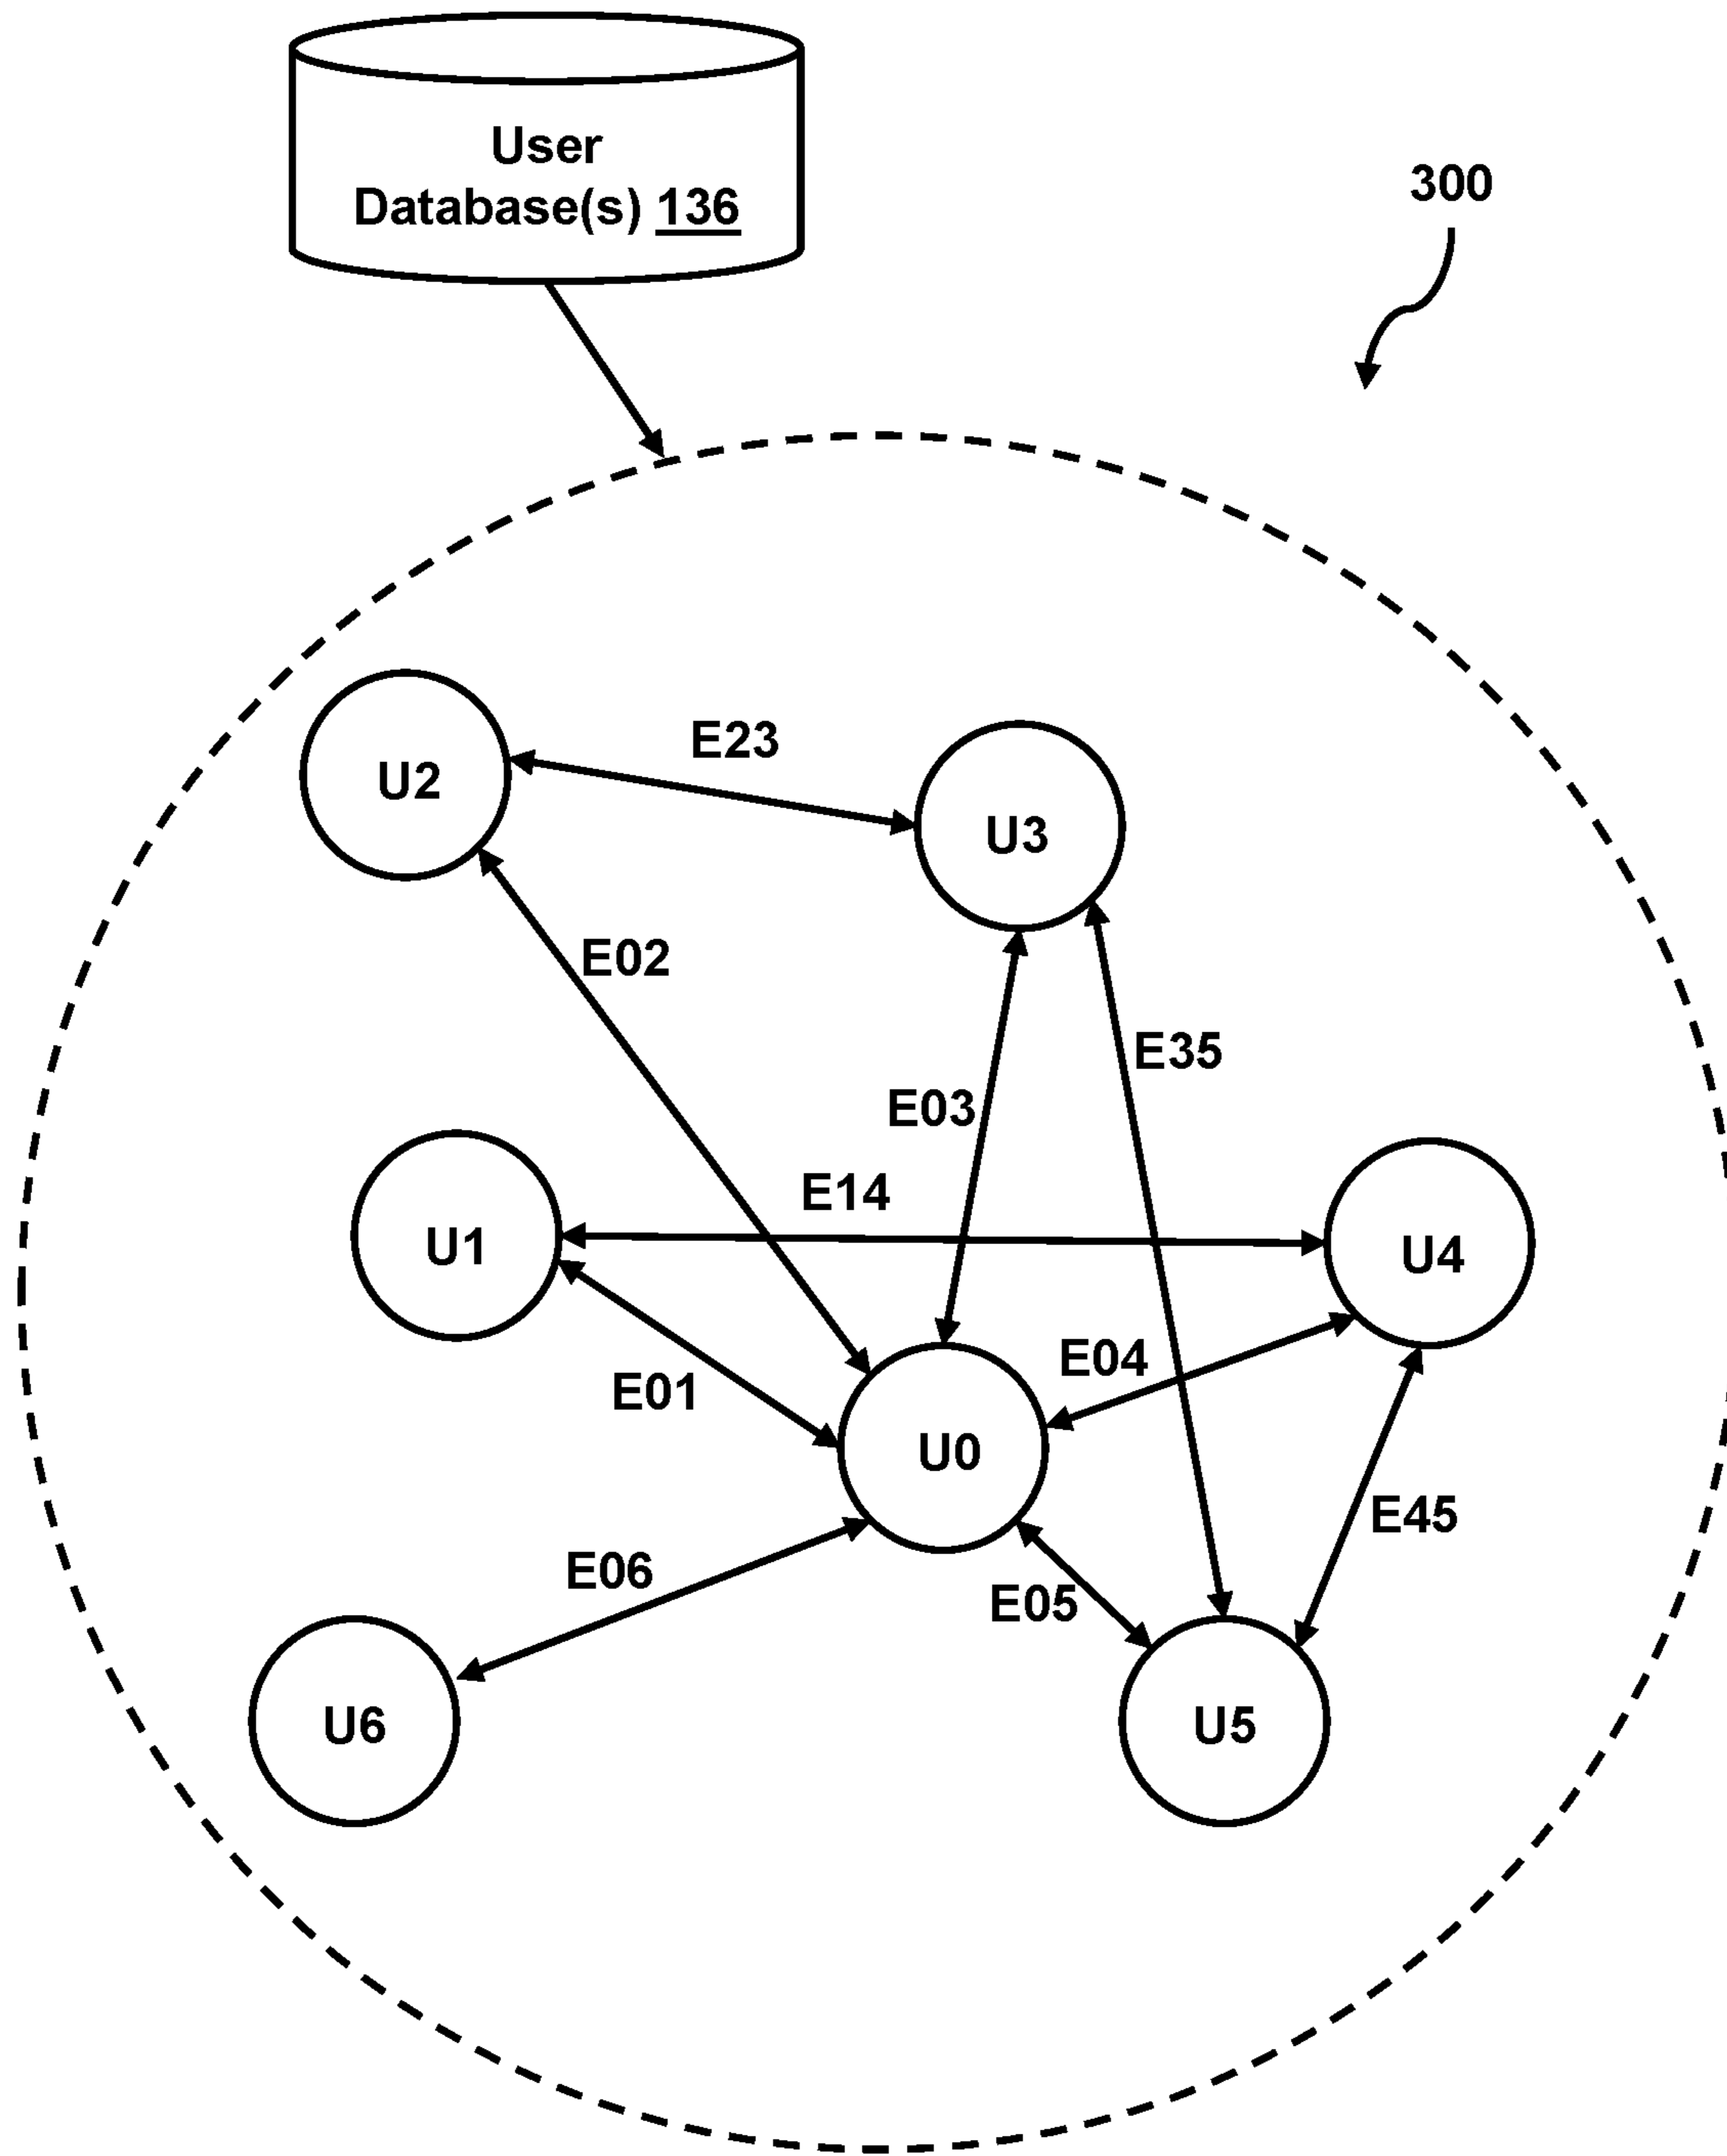 User
Database(s) 136
300
E23
U2
U3
E02
E35
E03
E14
U1
U4
E04
E01
U0
E45
E06
E05
U6
U5